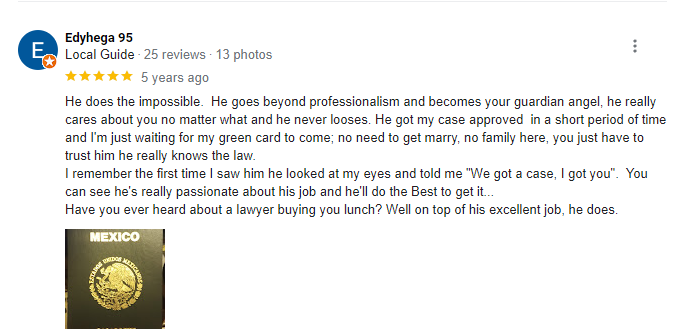 E
Edyhega 95
Local Guide · 25 reviews · 13 photos
5 years ago
He does the impossible.  He goes beyond professionalism and becomes your guardian angel, he really
cares about you no matter what and he never looses. He got my case approved  in a short period of time
and I'm just waiting for my green card to come; no need to get marry, no family here, you just have to
trust him he really knows the law.
I remember the first time I saw him he looked at my eyes and told me "We got a case, I got you".  You
can see he's really passionate about his job and he'll do the Best to get it...
Have you ever heard about a lawyer buying you lunch? Well on top of his excellent job, he does.
MEXICO
ESTADOS UNIDOS MEXICANOS